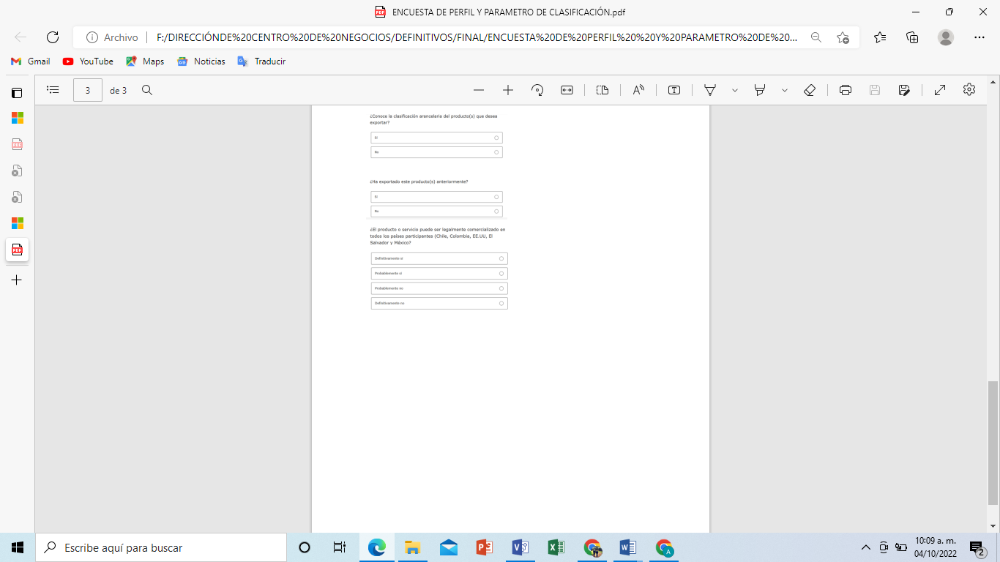 ENCUESTA DE PERFIL Y PARAMETRO DE CLASIFICACIÓN.pdf
Archivo
F:/DIRECCIÓNDE%20CENTRO%20DE%20NEGOCIOS/DEFINITIVOS/FINAL/ENCUESTA%20DE%20PERFIL%20%20Y%20PARAMETRO%20DE%20...
Gmail YouTube Maps Noticias Traducir
3 de 3
¿Conoce la clasificación arancelaria del producto(s) que desea
exportar?
Si
No
¿Ha exportado este producto(s) anteriormente?
Si
No
¿El producto o servicio puede ser legalmente comercializado en
todos los países participantes (Chile, Colombia, EE.UU, El
Salvador y México?
Definitivamente si
Probablemente si
Probablemente no
Definitivamente no
Escribe aquí para buscar
10:09 a. m.
04/10/2022
2